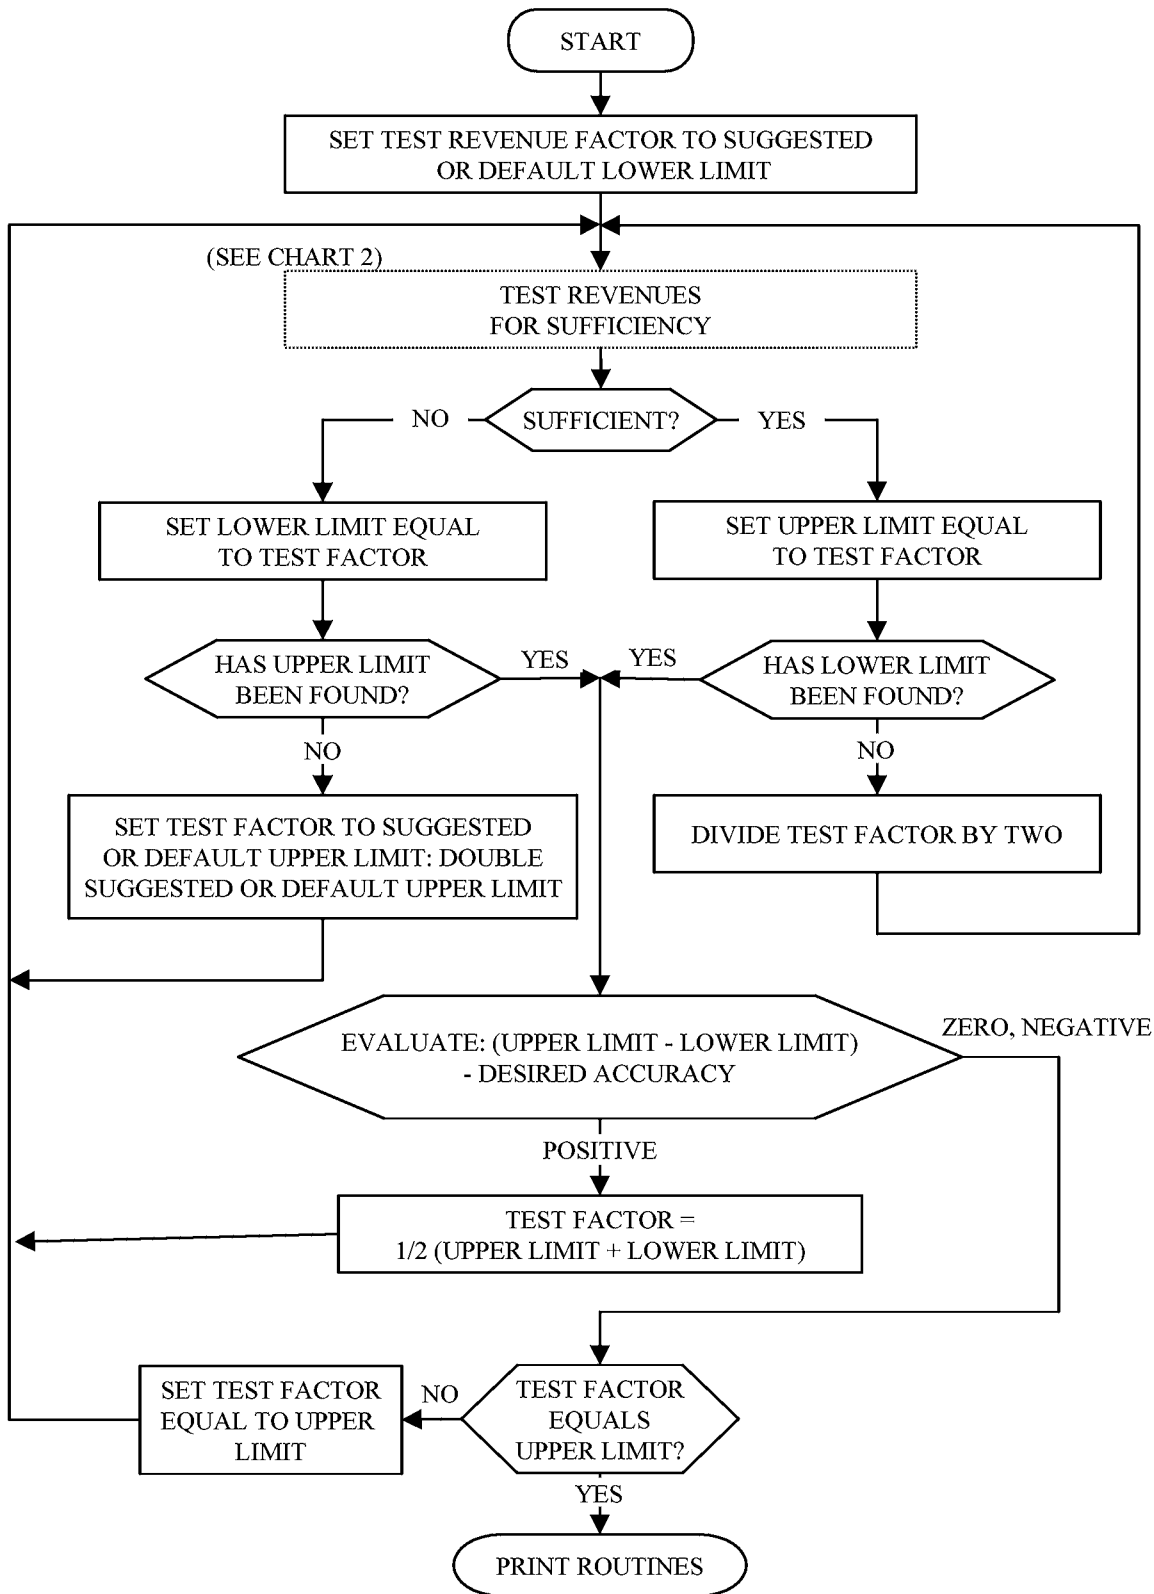 START
SET TEST REVENUE FACTOR TO SUGGESTED
OR DEFAULT LOWER LIMIT
(SEE CHART 2)
TEST REVENUES
FOR SUFFICIENCY
NO
SUFFICIENT?
YES
SET LOWER LIMIT EQUAL
TO TEST FACTOR
SET UPPER LIMIT EQUAL
TO TEST FACTOR
HAS UPPER LIMIT
BEEN FOUND?
YES
YES
HAS LOWER LIMIT
BEEN FOUND?
NO
NO
SET TEST FACTOR TO SUGGESTED
OR DEFAULT UPPER LIMIT: DOUBLE
SUGGESTED OR DEFAULT UPPER LIMIT
DIVIDE TEST FACTOR BY TWO
EVALUATE: (UPPER LIMIT - LOWER LIMIT)
- DESIRED ACCURACY
ZERO, NEGATIVE
POSITIVE
TEST FACTOR =
1/2 (UPPER LIMIT + LOWER LIMIT)
SET TEST FACTOR
EQUAL TO UPPER
LIMIT
NO
TEST FACTOR
EQUALS
UPPER LIMIT?
YES
PRINT ROUTINES